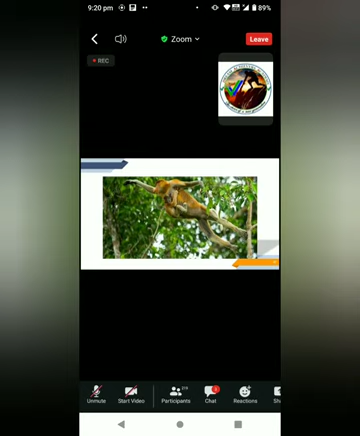 9:20 pm
89%
Zoom
Leave
REC
Unmute
Start Video
Participants
Chat
Reactions